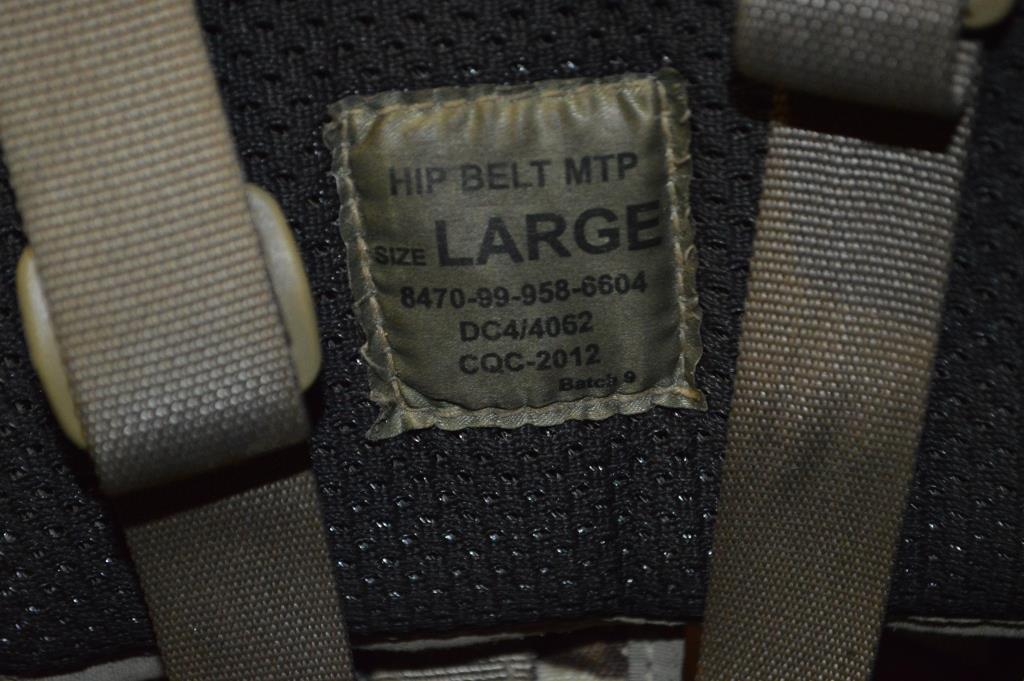 HIP BELT MTP
SIZE LARGE
8470-99-958-6604
DC4/4062
CQC-2012
Batch 9